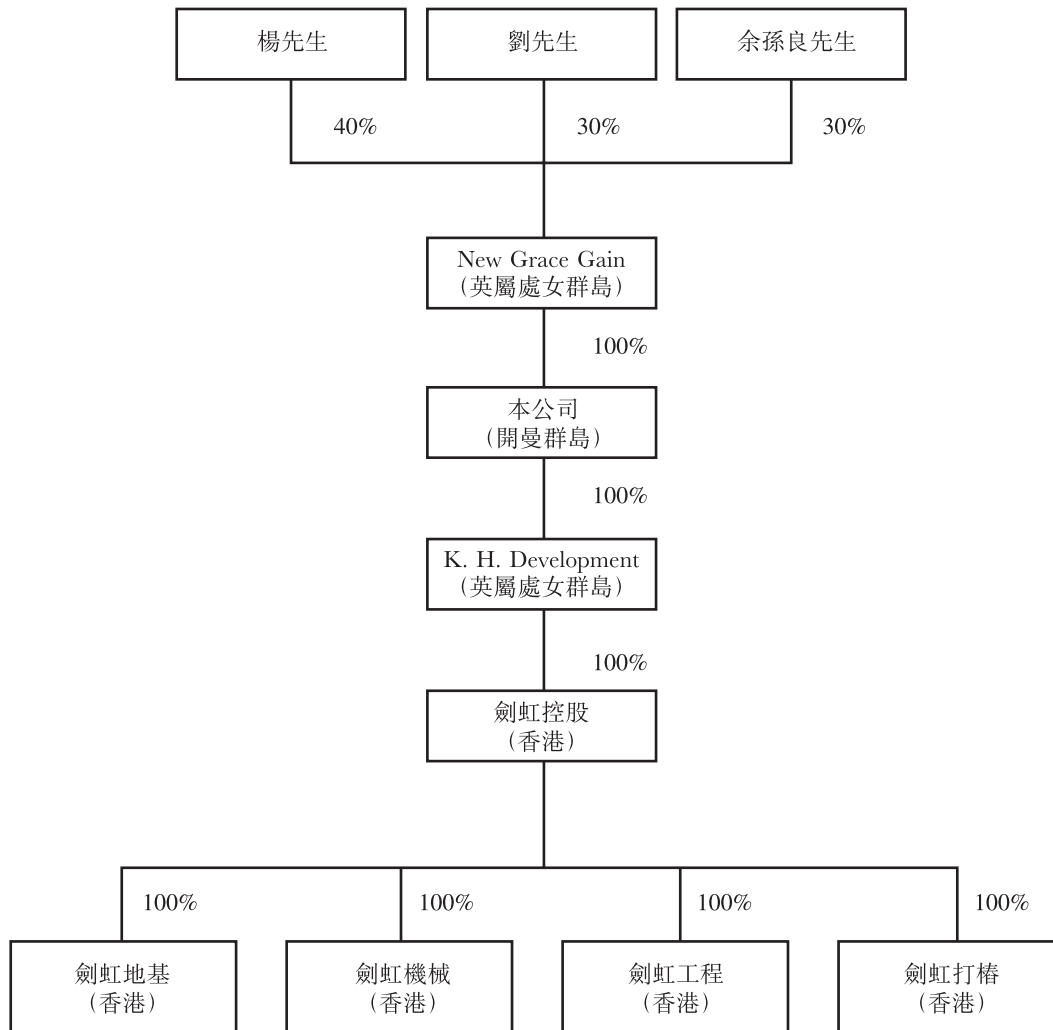 楊先生
劉先生
余孫良先生
40%
30%
30%
New Grace Gain
(英屬處女群島)
100%
本公司
(開曼群島)
100%
K. H. Development
(英屬處女群島)
100%
劍虹控股
(香港)
100%
100%
100%
100%
劍虹地基
(香港)
劍虹機械
(香港)
劍虹工程
(香港)
劍虹打樁
(香港)